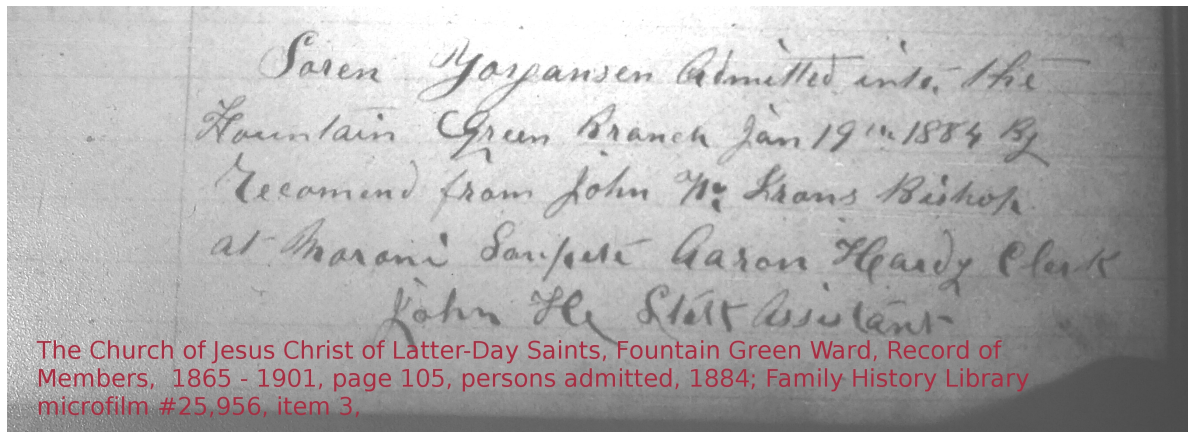 Soren Yorgansen Admitted into the
Fountain Green Branch Jan 19th 1884 By
Recomend from John W. Irons Bishop
at Moroni Sanpete Aaron Hardy Clerk
John He Stott Assistant
The Church of Jesus Christ of Latter-Day Saints, Fountain Green Ward, Record of
Members, 1865 - 1901, page 105, persons admitted, 1884; Family History Library
microfilm #25,956, item 3,